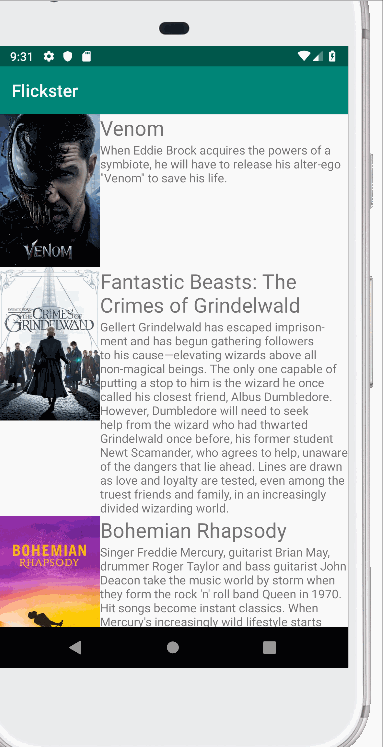 9:31
Flickster
Venom
When Eddie Brock acquires the powers of a
symbiote, he will have to release his alter-ego
"Venom" to save his life.
VENOM
Fantastic Beasts: The
Crimes of Grindelwald
Gellert Grindelwald has escaped imprison-
ment and has begun gathering followers
to his cause—elevating wizards above all
non-magical beings. The only one capable of
putting a stop to him is the wizard he once
called his closest friend, Albus Dumbledore.
However, Dumbledore will need to seek
help from the wizard who had thwarted
Grindelwald once before, his former student
Newt Scamander, who agrees to help, unaware
of the dangers that lie ahead. Lines are drawn
as love and loyalty are tested, even among the
truest friends and family, in an increasingly
divided wizarding world.
THE CRIMES OF
GRINDELWALD
Bohemian Rhapsody
Singer Freddie Mercury, guitarist Brian May,
drummer Roger Taylor and bass guitarist John
Deacon take the music world by storm when
they form the rock 'n' roll band Queen in 1970.
Hit songs become instant classics. When
Mercury's increasingly wild lifestyle starts
BOHEMIAN
RHAPSODY